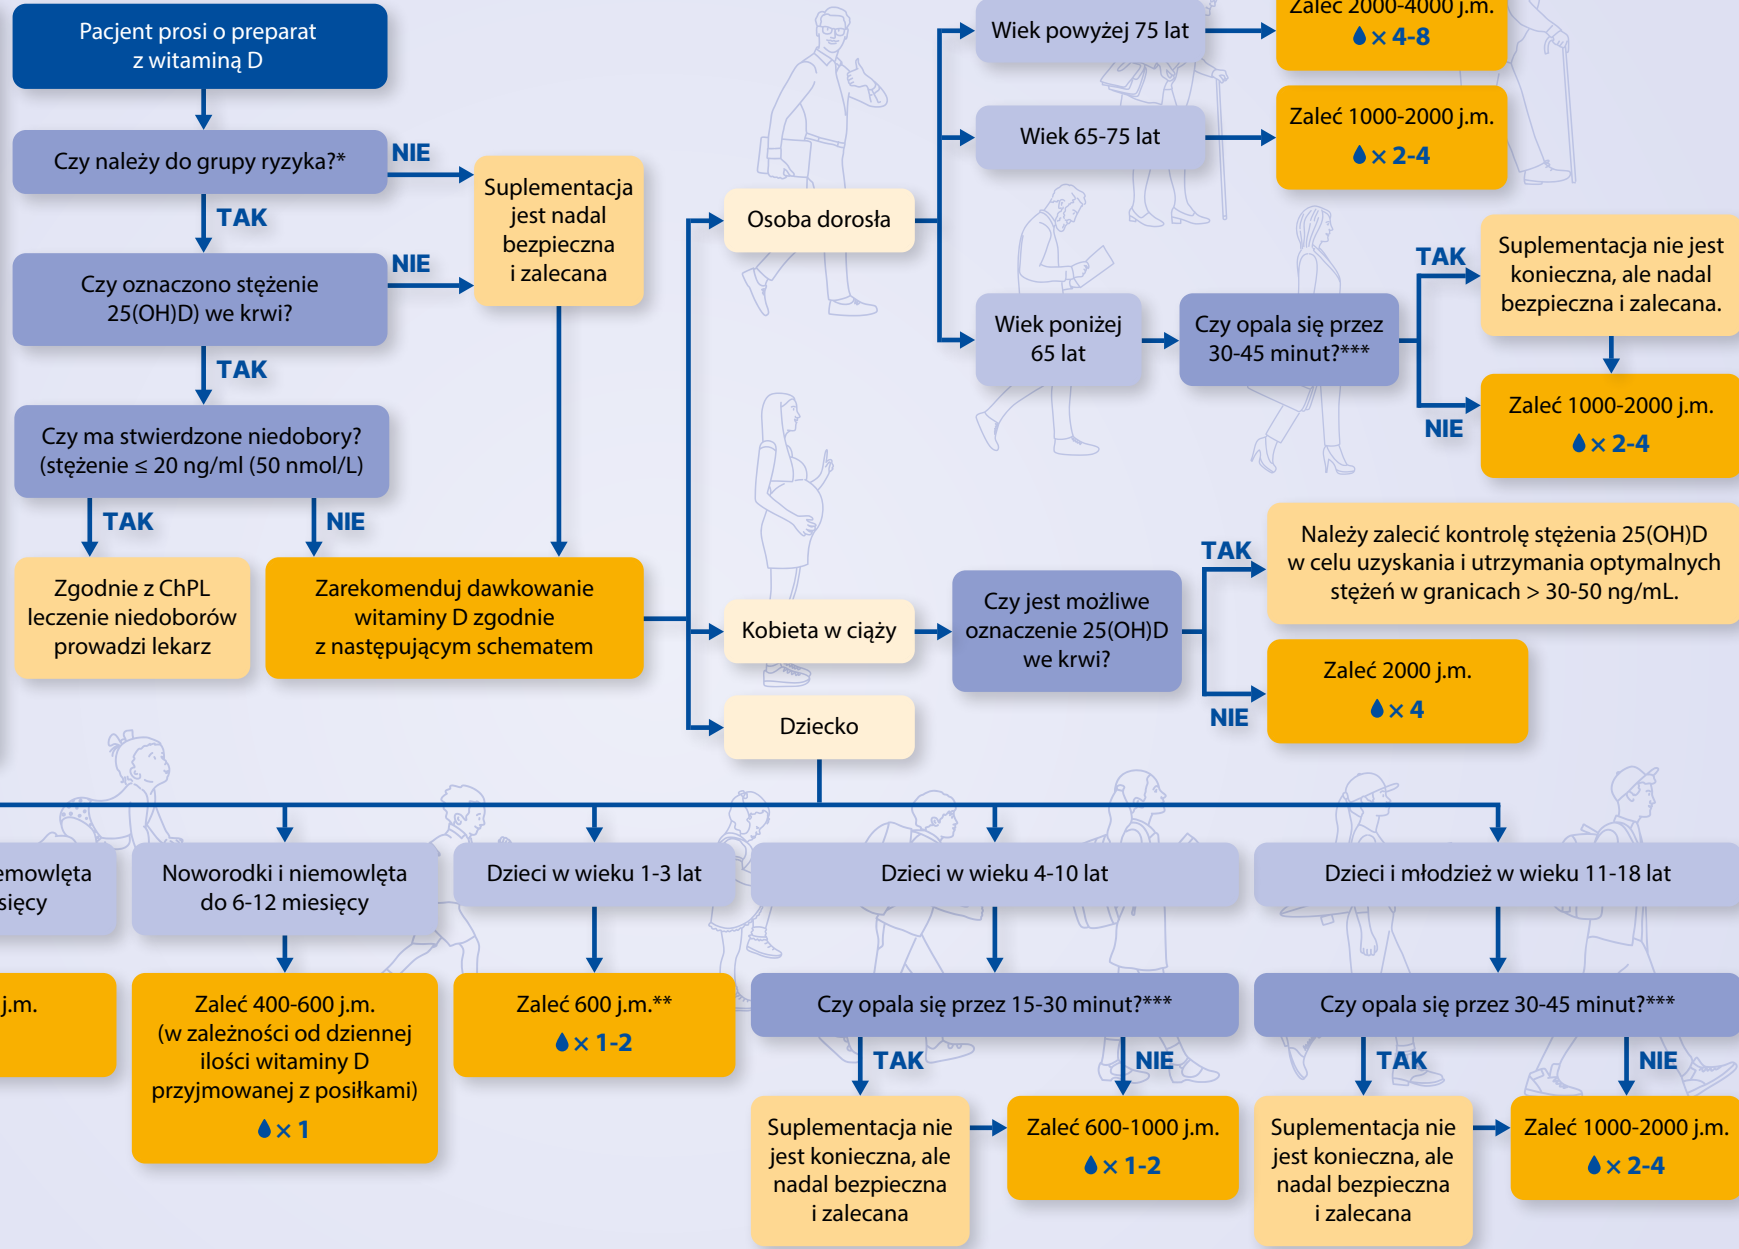 Pacjent prosi o preparat
z witaminą D
Czy należy do grupy ryzyka?*
NIE
TAK
Suplementacja
jest nadal
bezpieczna
i zalecana
Czy oznaczono stężenie
25(OH)D) we krwi?
NIE
TAK
Czy ma stwierdzone niedobory?
(stężenie ≤ 20 ng/ml (50 nmol/L)
TAK
NIE
Zgodnie z ChPL
leczenie niedoborów
prowadzi lekarz
Zarekomenduj dawkowanie
witaminy D zgodnie
z następującym schematem
Osoba dorosła
Wiek powyżej 75 lat
Zaleć 2000-4000 j.m.
× 4-8
Wiek 65-75 lat
Zaleć 1000-2000 j.m.
× 2-4
Wiek poniżej
65 lat
Czy opala się przez
30-45 minut?***
TAK
Suplementacja nie jest
konieczna, ale nadal
bezpieczna i zalecana.
NIE
Zaleć 1000-2000 j.m.
× 2-4
Kobieta w ciąży
Czy jest możliwe
oznaczenie 25(OH)D
we krwi?
TAK
Należy zalecić kontrolę stężenia 25(OH)D
w celu uzyskania i utrzymania optymalnych
stężeń w granicach > 30-50 ng/mL.
NIE
Zaleć 2000 j.m.
× 4
Dziecko
j.m.
Noworodki i niemowlęta
do 6-12 miesięcy
Zaleć 400-600 j.m.
(w zależności od dziennej
ilości witaminy D
przyjmowanej z posiłkami)
× 1
Dzieci w wieku 1-3 lat
Zaleć 600 j.m.**
× 1-2
Dzieci w wieku 4-10 lat
Czy opala się przez 15-30 minut?***
TAK
NIE
Suplementacja nie
jest konieczna, ale
nadal bezpieczna
i zalecana
Zaleć 600-1000 j.m.
× 1-2
Dzieci i młodzież w wieku 11-18 lat
Czy opala się przez 30-45 minut?***
TAK
NIE
Suplementacja nie
jest konieczna, ale
nadal bezpieczna
i zalecana
Zaleć 1000-2000 j.m.
× 2-4